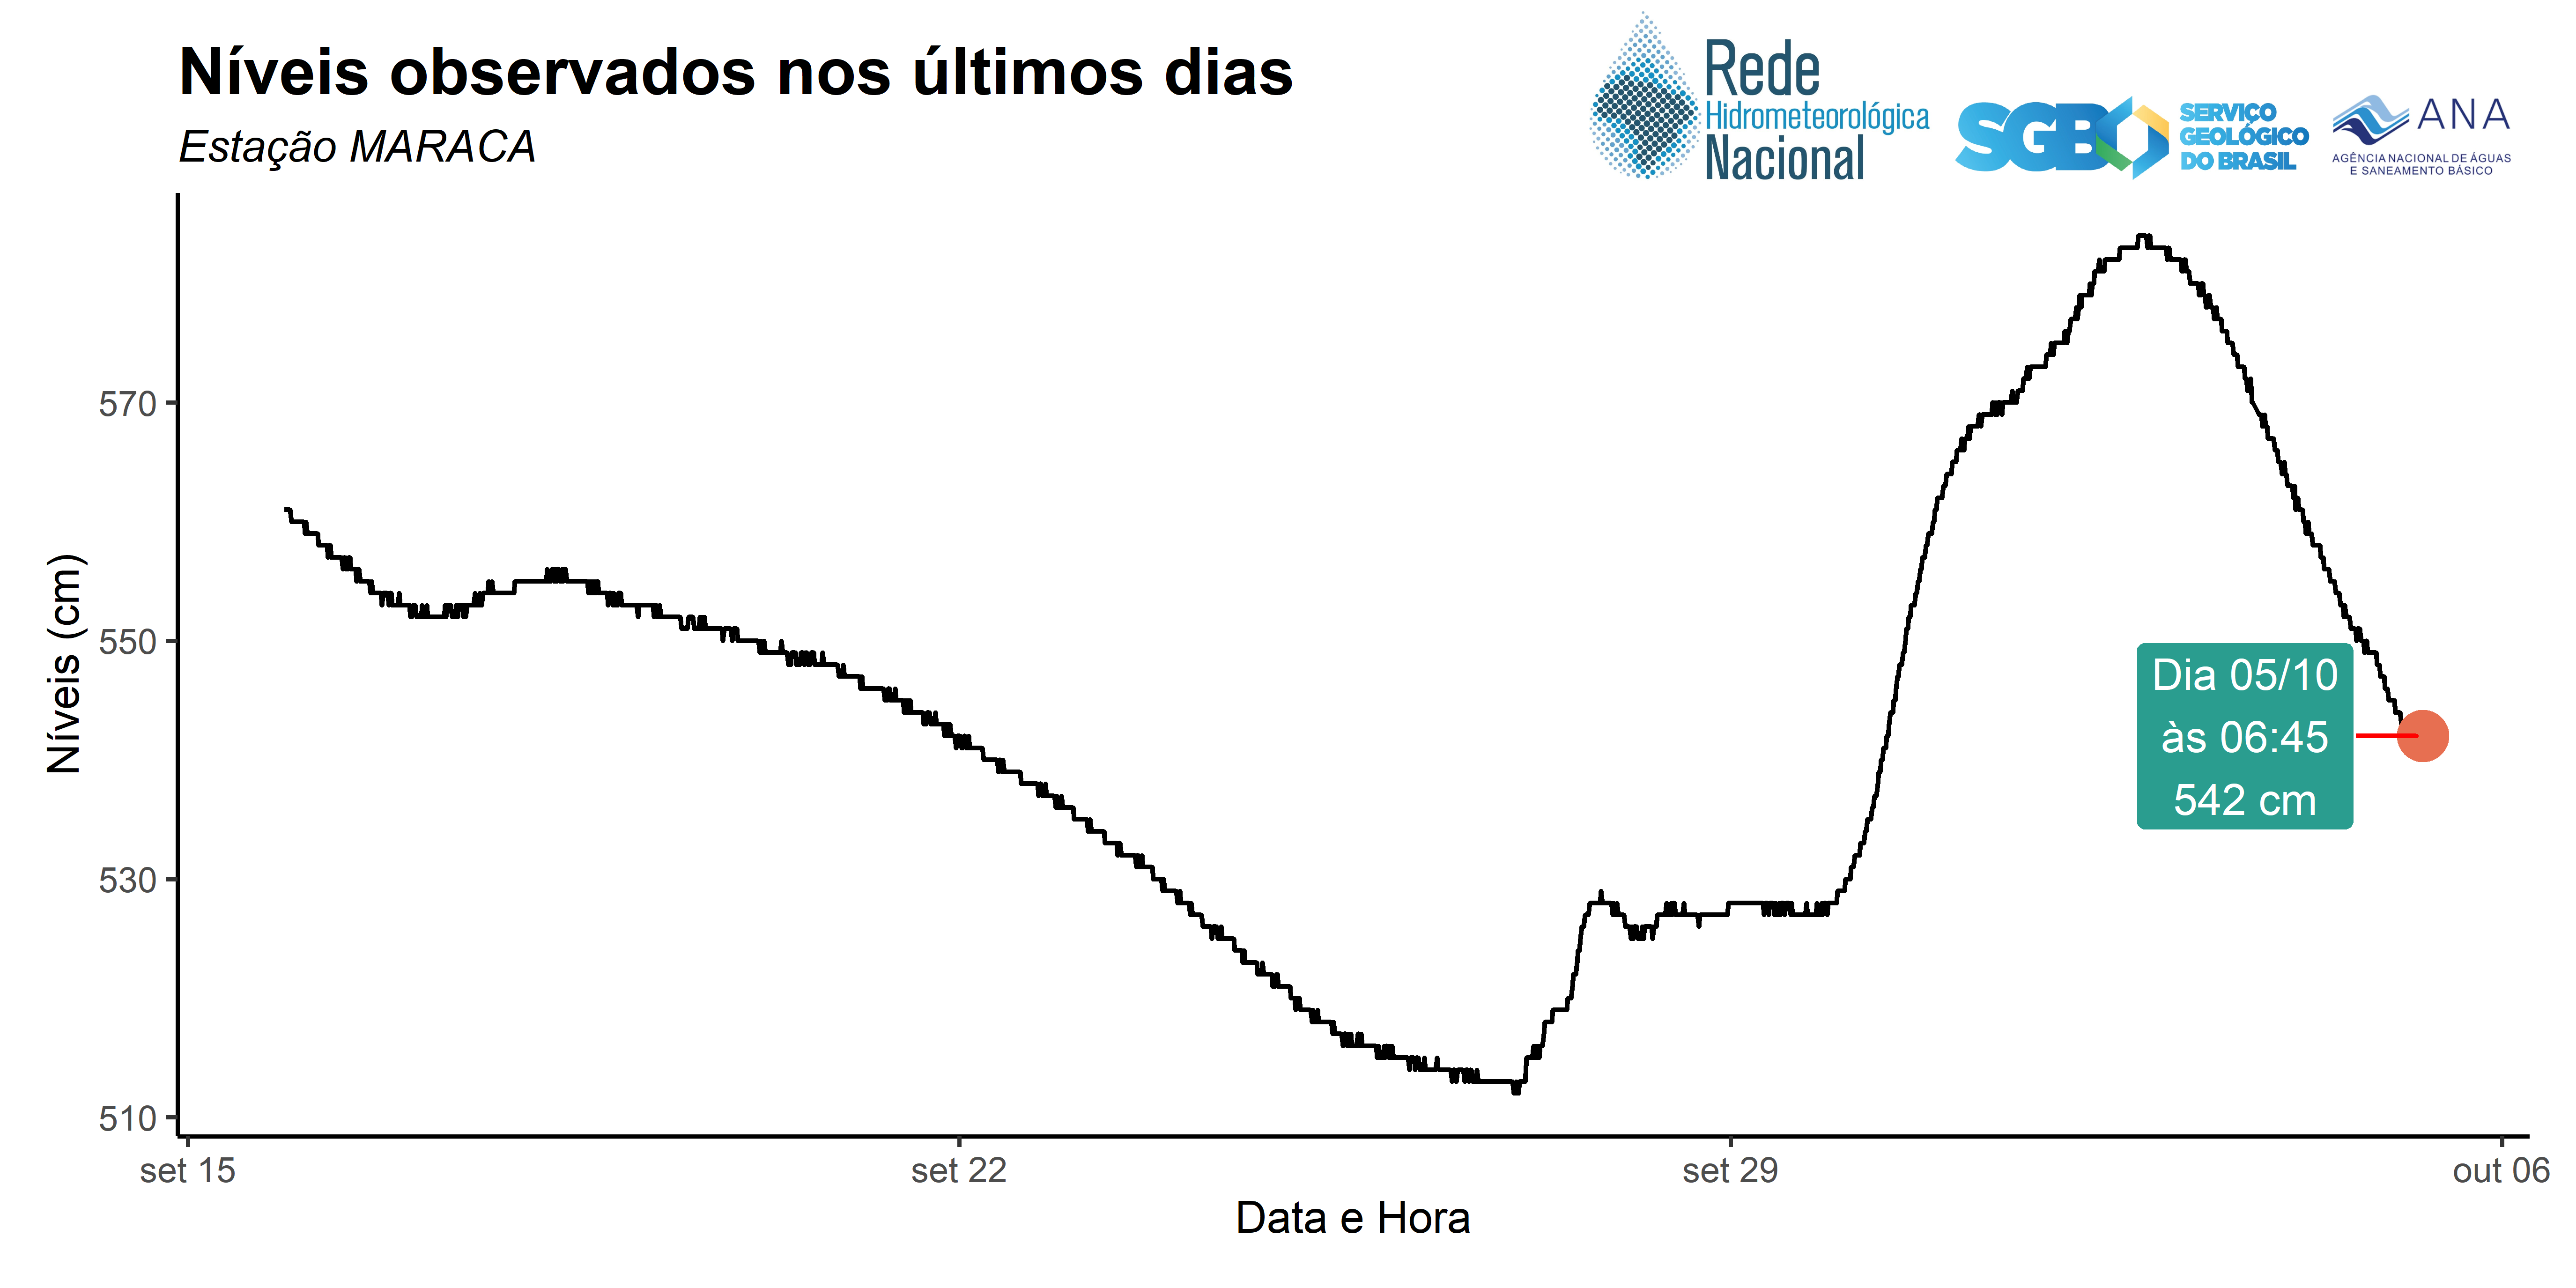 Níveis observados nos últimos dias
Estação MARACA
Rede
Hidrometeorológica
Nacional
SGB
SERVIÇO
GEOLÓGICO
DO BRASIL
ANA
AGÊNCIA NACIONAL DE ÁGUAS
E SANEAMENTO BÁSICO
Níveis (cm)
570
550
530
510
Dia 05/10
às 06:45
542 cm
set 15
set 22
set 29
out 06
Data e Hora